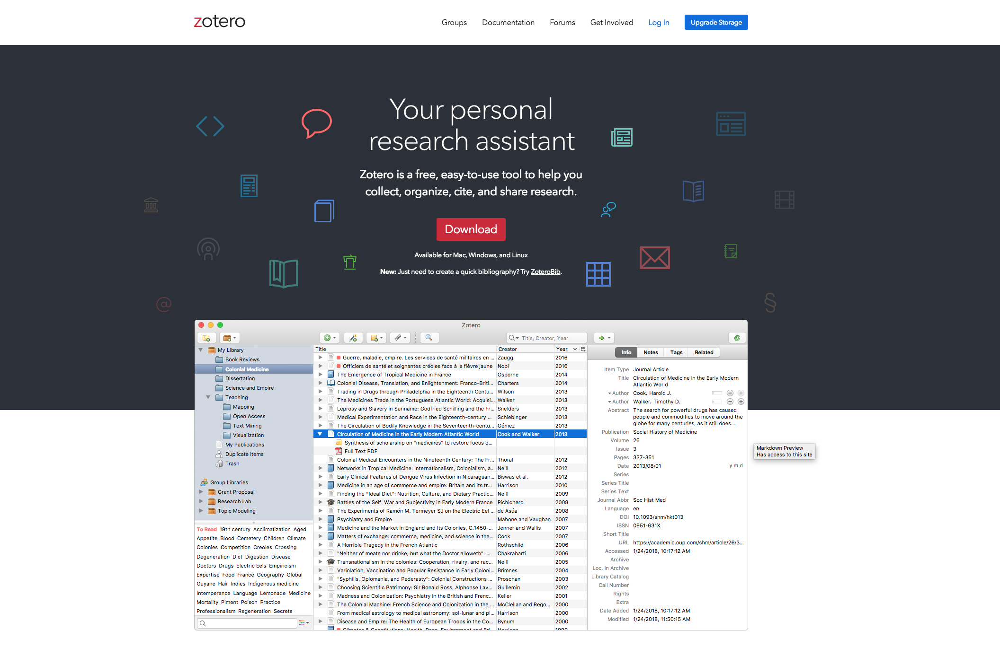 zotero
Groups
Documentation
Forums
Get Involved
Log In
Upgrade Storage
Your personal
research assistant
Zotero is a free, easy-to-use tool to help you
collect, organize, cite, and share research.
Download
Available for Mac, Windows, and Linux
New: Just need to create a quick bibliography? Try ZoteroBib.
@
§
Zotero
Title, Creator, Year
My Library
Book Reviews
Colonial Medicine
Dissertation
Science and Empire
Teaching
Mapping
Open Access
Text Mining
Visualization
My Publications
Duplicate Items
Trash
Group Libraries
Grant Proposal
Research Lab
Topic Modeling
To Read 19th century Acclimatization Aged
Appetite Blood Cemetery Children Climate
Colonies Competition Creoles Crossing
Degeneration Diet Digestion Disease
Doctors Drugs Electric Eels Empiricism
Expertise Food France Geography Global
Guyane Hair Indies Indigenous medicine
Intemperance Language Lemonade Medicine
Mortality Piment Poison Practice
Professionalism Regeneration Secrets
Title Creator Year
Guerre, maladie, empire. Les services de santé militaires en ... Zaugg 2016
Officiers de santé et soignantes créoles face à la fièvre jaune Nobi 2016
The Emergence of Tropical Medicine in France Osborne 2014
Colonial Disease, Translation, and Enlightenment: Franco-Briti... Charters 2014
Trading in Drugs through Philadelphia in the Eighteenth Centu... Wilson 2013
The Medicines Trade in the Portuguese Atlantic World: Acquisi... Walker 2013
Leprosy and Slavery in Suriname: Godfried Schilling and the Fr... Snelders 2013
Medical Experimentation and Race in the Eighteenth-century ... Schiebinger 2013
The Circulation of Bodily Knowledge in the Seventeenth-centu... Gómez 2013
Circulation of Medicine in the Early Modern Atlantic World Cook and Walker 2013
Synthesis of scholarship on "medicines" to restore focus o...
Full Text PDF
Colonial Medical Encounters in the Nineteenth Century: The Fr... Thoral 2012
Networks in Tropical Medicine: Internationalism, Colonialism, a... Neill 2012
Early Clinical Features of Dengue Virus Infection in Nicaraguan... Biswas et al. 2012
Medicine in an age of commerce and empire: Britain and its tr... Harrison 2010
Finding the “Ideal Diet”: Nutrition, Culture, and Dietary Practic... Neill 2009
Battles of the Self: War and Subjectivity in Early Modern France Pichichero 2008
The Experiments of Ramón M. Termeyer SJ on the Electric Eel ... de Asúa 2008
Psychiatry and Empire Mahone and Vaughan 2007
Medicine and the Market in England and Its Colonies, C.1450-... Jenner and Wallis 2007
Matters of exchange: commerce, medicine, and science in the... Cook 2007
A Horrible Tragedy in the French Atlantic Rothschild 2006
"Neither of meate nor drinke, but what the Doctor alloweth": ... Chakrabarti 2006
Transnationalism in the colonies: Cooperation, rivalry, and rac... Neill 2005
Variolation, Vaccination and Popular Resistance in Early Coloni... Brimnes 2004
"Syphilis, Opiomania, and Pederasty": Colonial Constructions ... Proschan 2003
Choosing Scientific Patrimony: Sir Ronald Ross, Alphonse Lav... Guillemin 2002
Madness and Colonization: Psychiatry in the British and Frenc... Keller 2001
The Colonial Machine: French Science and Colonization in the ... McClellan and Rego... 2000
From medical astrology to medical astronomy: sol-lunar and pl... Harrison 2000
Disease and Empire: The Health of European Troops in the Co... Bynum 2000
Climates & Constitutions: Health, Race, Environment and Bri... Harrison 1999
Info
Notes
Tags
Related
Item Type Journal Article
Title Circulation of Medicine in the Early Modern
Atlantic World
Author Cook, Harold J.
Author Walker, Timothy D.
Abstract The search for powerful drugs has caused
people and commodities to move around the
globe for many centuries, as it still does...
Publication Social History of Medicine
Volume 26
Issue 3
Pages 337-351
Date 2013/08/01 y m d
Series
Series Title
Series Text
Journal Abbr Soc Hist Med
Language en
DOI 10.1093/shm/hkt013
ISSN 0951-631X
Short Title
URL https://academic.oup.com/shm/article/26/3...
Accessed 1/24/2018, 10:17:12 AM
Archive
Loc. in Archive
Library Catalog
Call Number
Rights
Extra
Date Added 1/24/2018, 10:17:12 AM
Modified 1/24/2018, 11:50:15 AM
Markdown Preview
Has access to this site